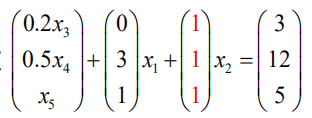 (0.2x₃ 0.5x₄ x₅) + (0 3 1) x₁ + (1 1 1) x₂ = (3 12 5)